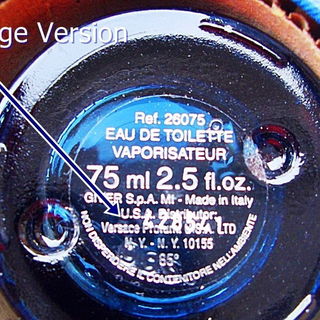 ge Version
Ref. 26075
EAU DE TOILETTE
VAPORISATEUR
75 ml 2.5 fl.oz.
GIVER S.p.A. MI - Made in Italy
U.S.A. Distributor:
Versace Profumi U.S.A. LTD
N.Y. - N.Y. 10155
85°
NON DISPERDERE IL CONTENITORE NELL'AMBIENTE